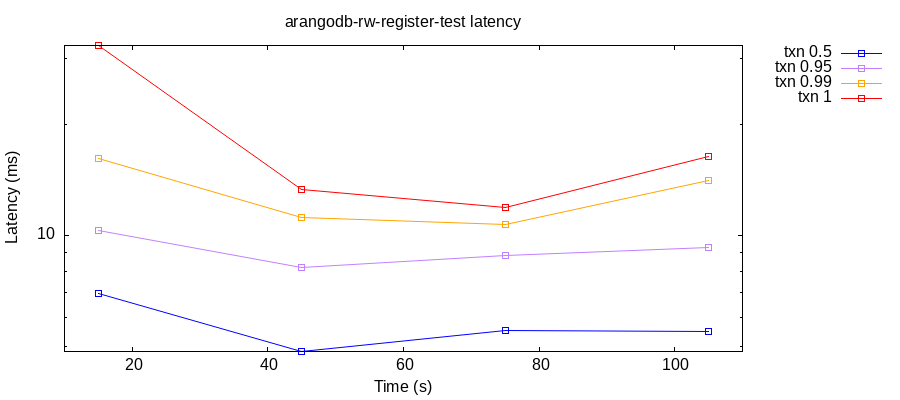 arangodb-rw-register-test latency
txn 0.5
txn 0.95
txn 0.99
txn 1
Latency (ms)
10
20 40 60 80 100
Time (s)